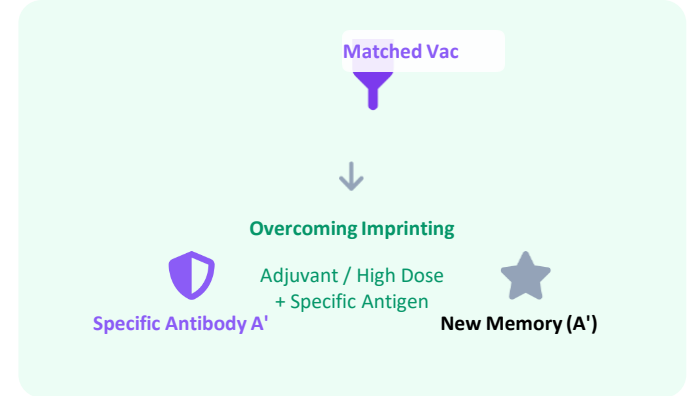 Matched Vac
Overcoming Imprinting
Adjuvant / High Dose
+ Specific Antigen
Specific Antibody A'
New Memory (A')